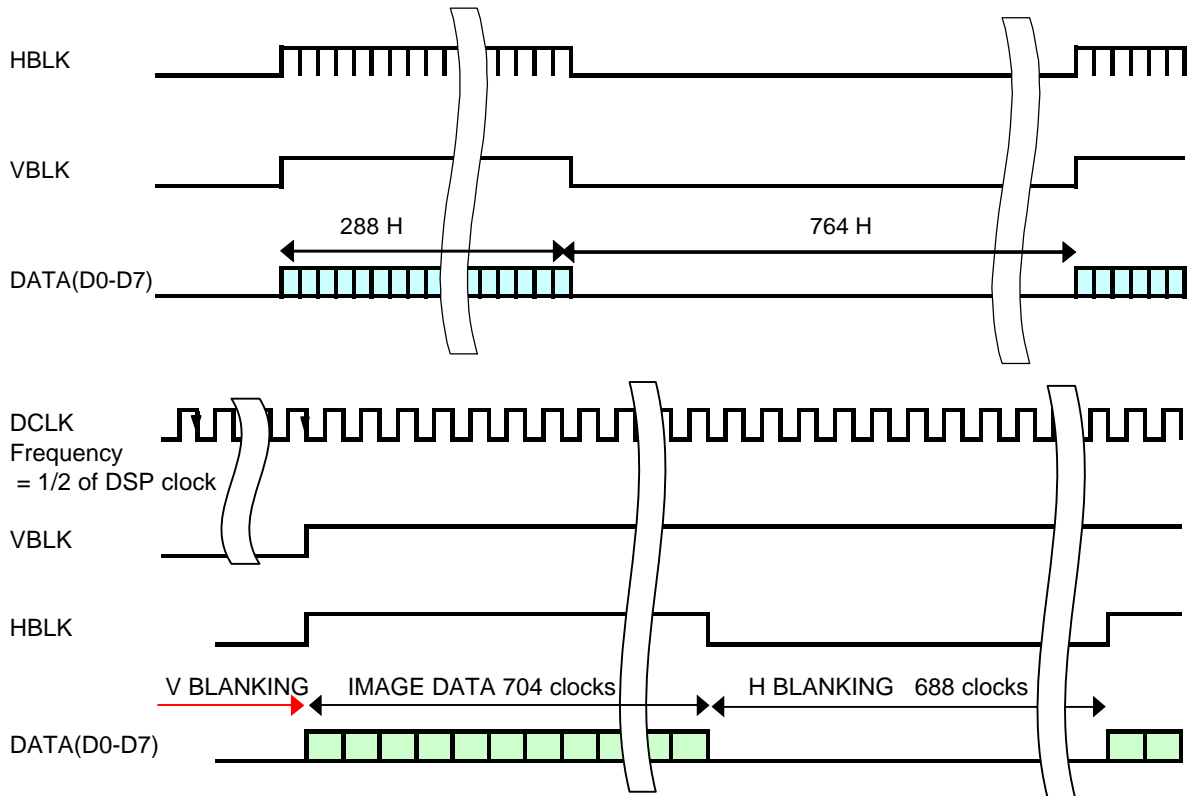 HBLK
VBLK
288 H
764 H
DATA(D0-D7)
DCLK
Frequency
= 1/2 of DSP clock
VBLK
HBLK
V BLANKING
IMAGE DATA 704 clocks
H BLANKING 688 clocks
DATA(D0-D7)